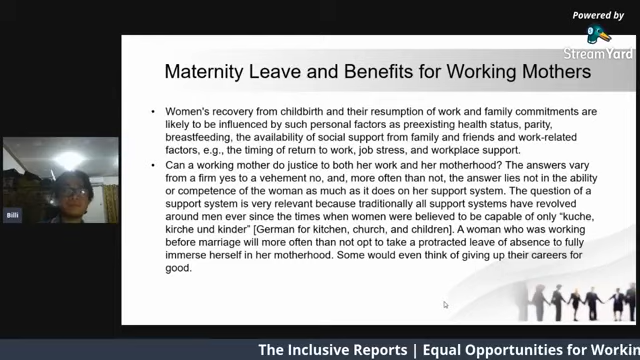 Powered by
StreamYard
Maternity Leave and Benefits for Working Mothers
• Women's recovery from childbirth and their resumption of work and family commitments are
likely to be influenced by such personal factors as preexisting health status, parity,
breastfeeding, the availability of social support from family and friends and work-related
factors, e.g., the timing of return to work, job stress, and workplace support.
• Can a working mother do justice to both her work and her motherhood? The answers vary
from a firm yes to a vehement no, and, more often than not, the answer lies not in the ability
or competence of the woman as much as it does on her support system. The question of a
support system is very relevant because traditionally all support systems have revolved
around men ever since the times when women were believed to be capable of only “kuche,
kirche und kinder” [German for kitchen, church, and children]. A woman who was working
before marriage will more often than not opt to take a protracted leave of absence to fully
immerse herself in her motherhood. Some would even think of giving up their careers for
good.
Billi
The Inclusive Reports | Equal Opportunities for Workin